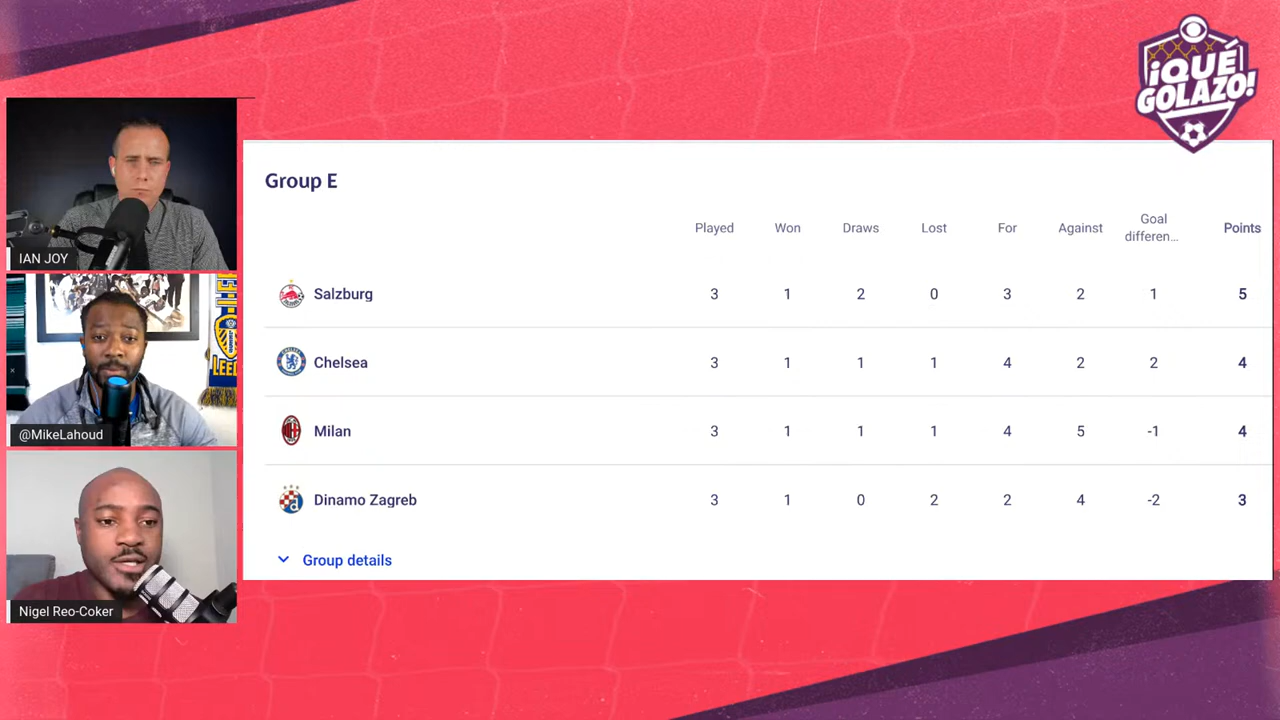 ¡QUÉ
GOLAZO!
IAN JOY
LEEDS
@MikeLahoud
Nigel Reo-Coker
Group E
Played Won Draws Lost For Against Goal differen... Points
Salzburg 3 1 2 0 3 2 1 5
Chelsea 3 1 1 1 4 2 2 4
Milan 3 1 1 1 4 5 -1 4
Dinamo Zagreb 3 1 0 2 2 4 -2 3
Group details